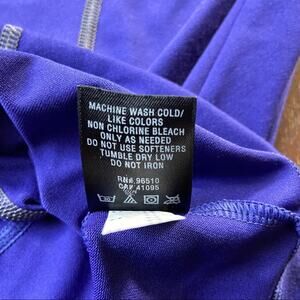 MACHINE WASH COLD/
LIKE COLORS
NON CHLORINE BLEACH
ONLY AS NEEDED
DO NOT USE SOFTENERS
TUMBLE DRY LOW
DO NOT IRON
RN# 96510
CA# 41095